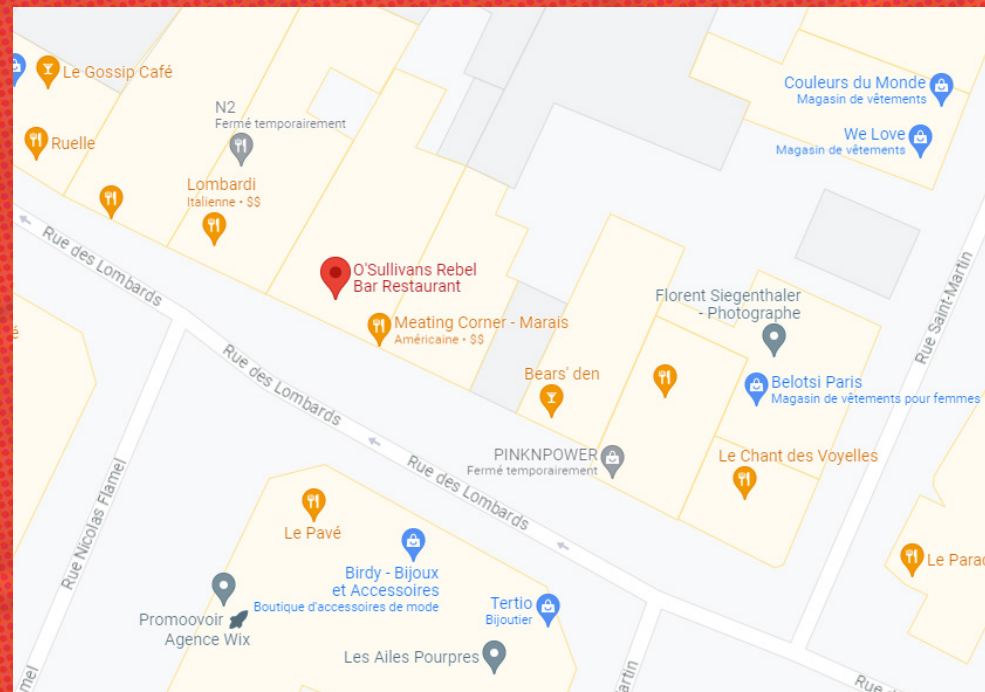 Le Gossip Café
Couleurs du Monde
Magasin de vêtements
N2
Fermé temporairement
We Love
Magasin de vêtements
Ruelle
Lombardi
Italienne • $$
Rue des Lombards
O'Sullivans Rebel
Bar Restaurant
Rue Saint-Martin
Florent Siegenthaler
- Photographe
Meating Corner - Marais
Américaine • $$
Rue des Lombards
Bears' den
Belotsi Paris
Magasin de vêtements pour femmes
PINKNPOWER
Fermé temporairement
Le Chant des Voyelles
Rue des Lombards
Rue Nicolas Flamel
Le Pavé
Birdy - Bijoux
et Accessoires
Boutique d'accessoires de mode
Le Parad
Tertio
Bijoutier
Promoovoir
Agence Wix
Les Ailes Pourpres